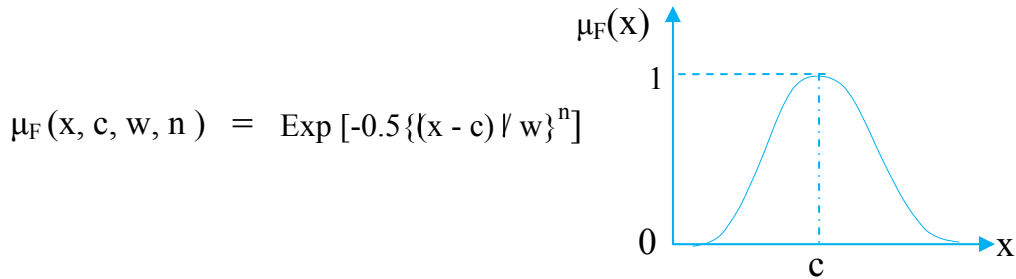 μF(x)
1
μF (x, c, w, n ) = Exp [-0.5{(x - c) / w}^n]
0
x
c